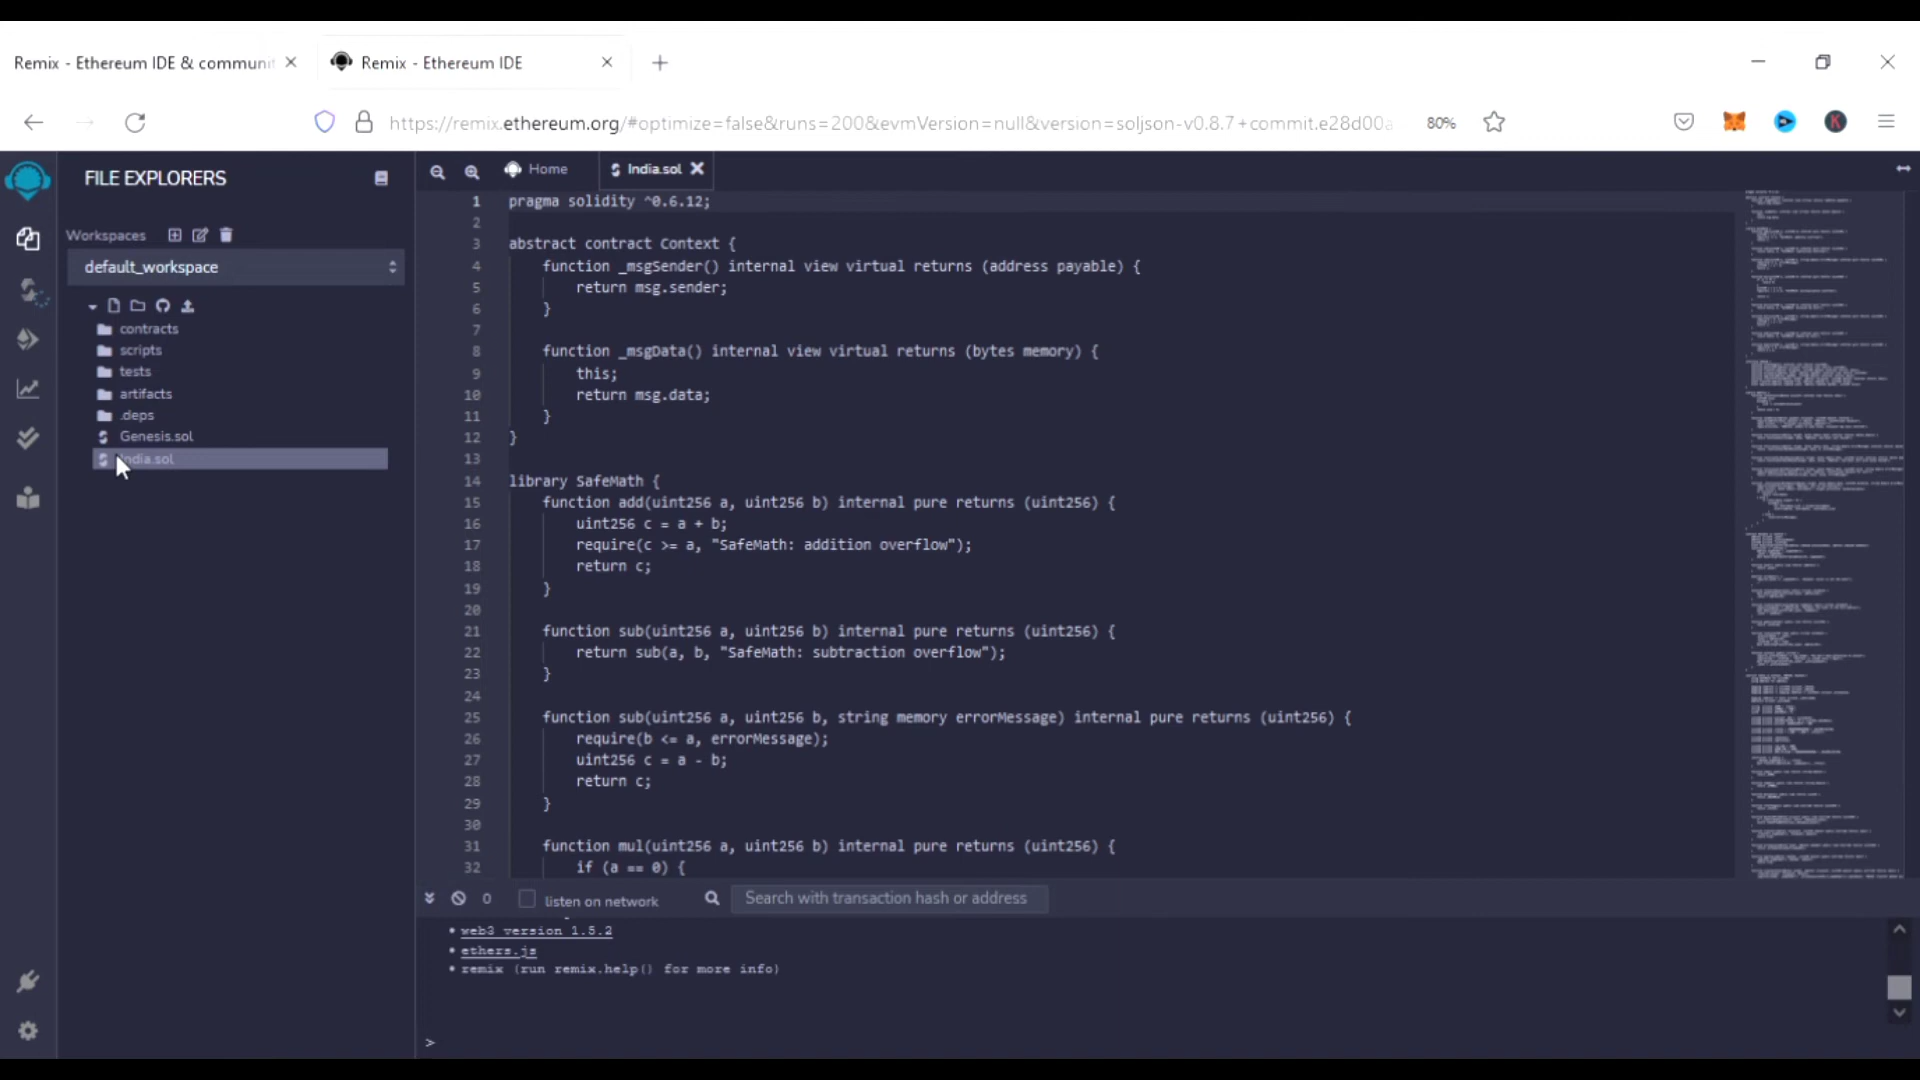 Remix - Ethereum IDE & communit
Remix - Ethereum IDE
https://remix.ethereum.org/#optimize=false&runs=200&evmVersion=null&version=soljson-v0.8.7+commit.e28d00a
80%
FILE EXPLORERS
Workspaces
default_workspace
contracts
scripts
tests
artifacts
.deps
Genesis.sol
India.sol
Home
India.sol
1 pragma solidity ^0.6.12;
2
3 abstract contract Context {
4 function _msgSender() internal view virtual returns (address payable) {
5 return msg.sender;
6 }
7
8 function _msgData() internal view virtual returns (bytes memory) {
9 this;
10 return msg.data;
11 }
12 }
13
14 library SafeMath {
15 function add(uint256 a, uint256 b) internal pure returns (uint256) {
16 uint256 c = a + b;
17 require(c >= a, "SafeMath: addition overflow");
18 return c;
19 }
20
21 function sub(uint256 a, uint256 b) internal pure returns (uint256) {
22 return sub(a, b, "SafeMath: subtraction overflow");
23 }
24
25 function sub(uint256 a, uint256 b, string memory errorMessage) internal pure returns (uint256) {
26 require(b <= a, errorMessage);
27 uint256 c = a - b;
28 return c;
29 }
30
31 function mul(uint256 a, uint256 b) internal pure returns (uint256) {
32 if (a == 0) {
0
listen on network
Search with transaction hash or address
• web3 version 1.5.2
• ethers.js
• remix (run remix.help() for more info)
>